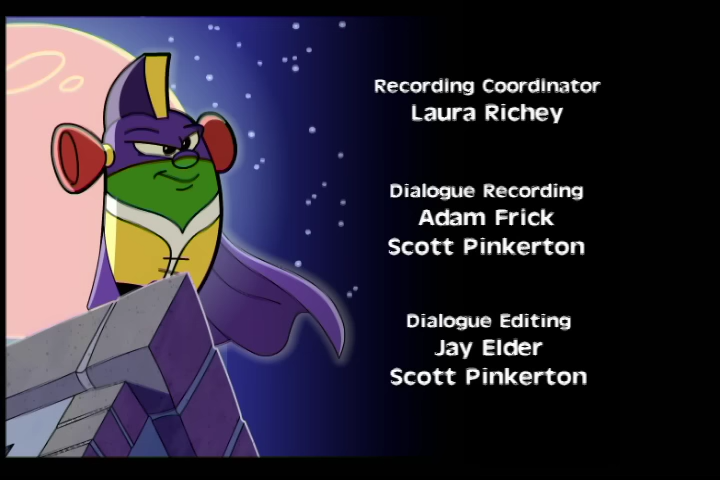 Recording Coordinator
Laura Richey
Dialogue Recording
Adam Frick
Scott Pinkerton
Dialogue Editing
Jay Elder
Scott Pinkerton